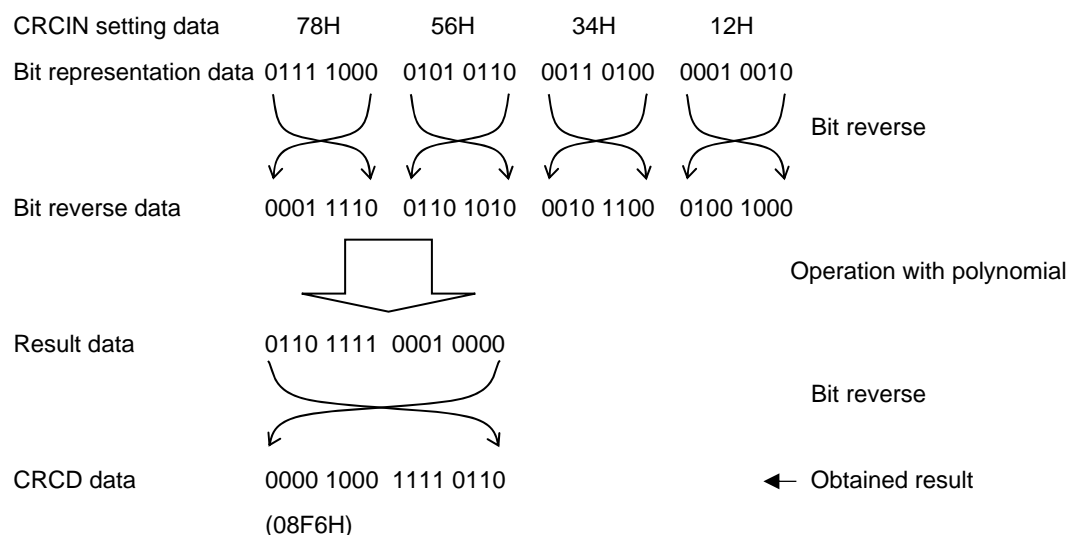 CRCIN setting data 78H 56H 34H 12H
Bit representation data 0111 1000 0101 0110 0011 0100 0001 0010
Bit reverse
Bit reverse data 0001 1110 0110 1010 0010 1100 0100 1000
Operation with polynomial
Result data 0110 1111 0001 0000
Bit reverse
CRCD data 0000 1000 1111 0110 Obtained result
(08F6H)